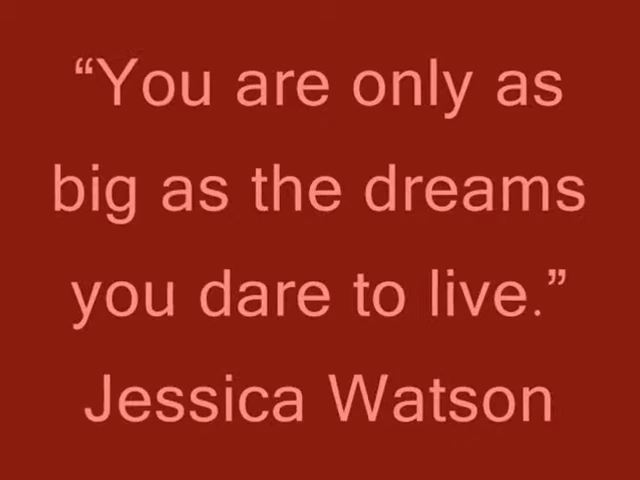 “You are only as
big as the dreams
you dare to live.”
Jessica Watson